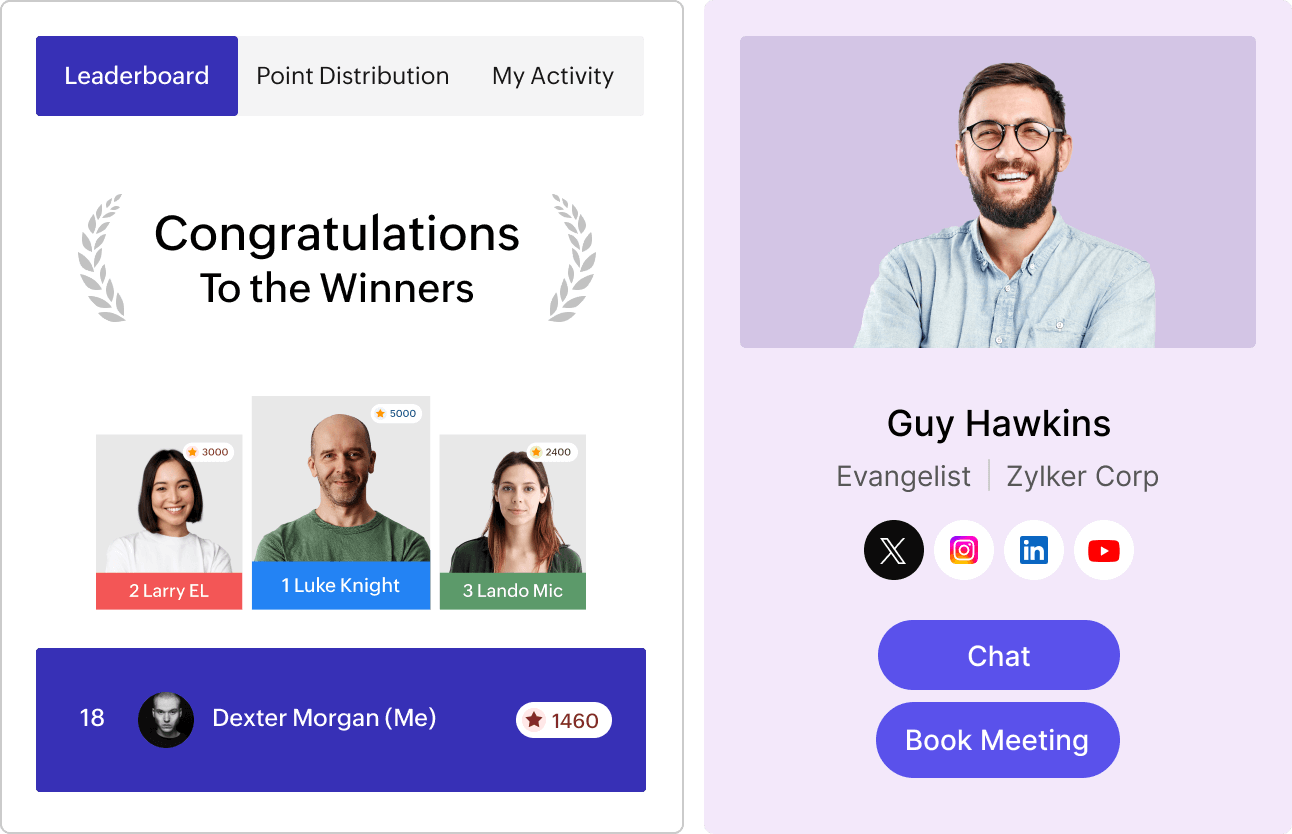 Leaderboard Point Distribution My Activity
Congratulations
To the Winners
3000
5000
2400
2 Larry EL
1 Luke Knight
3 Lando Mic
18 Dexter Morgan (Me) 1460
Guy Hawkins
Evangelist | Zylker Corp
X
in
Chat
Book Meeting